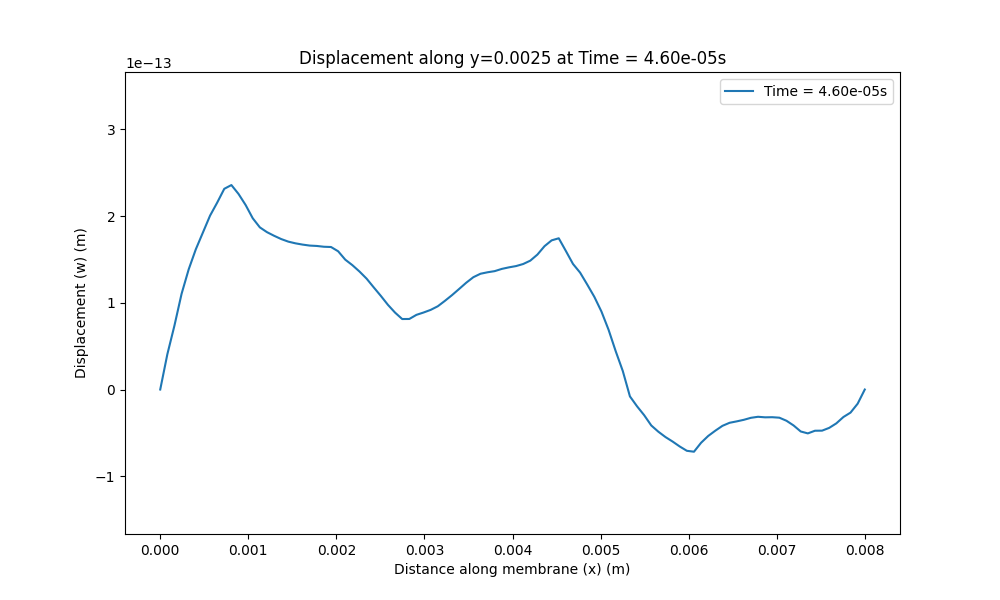 Displacement along y=0.0025 at Time = 4.60e-05s
1e−13
Time = 4.60e-05s
3
2
1
0
−1
Displacement (w) (m)
0.000 0.001 0.002 0.003 0.004 0.005 0.006 0.007 0.008
Distance along membrane (x) (m)